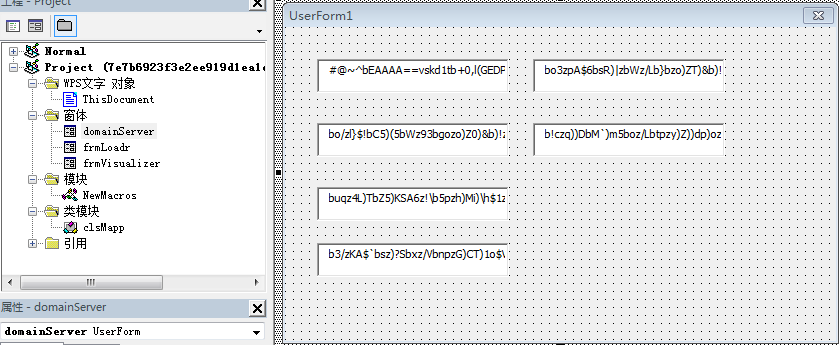 工程 - Project
Normal
Project (7e7b6923f3e2ee919d1ea1c
WPS文字 对象
ThisDocument
窗体
domainServer
frmLoadr
frmVisualizer
模块
NewMacros
类模块
clsMapp
引用
属性 - domainServer
domainServer UserForm
UserForm1
#@~^bEAAAA==vskd1tb+0,l(GEDF
bo3zpA$6bsR)|zbWz/Lb}bzo)ZT)&b)!
bo/zl}$!bC5)(5bWz93bgozo)Z0)&b)!z
b!czq))DbM`)m5boz/Lbtpzy)Z))dp)oz
buqz4L)TbZ5)KSA6z!\b5pzh)Mi)\h$1z
b3/zKA$`bsz)?Sbxz/VbnpzG)CT)1o$\